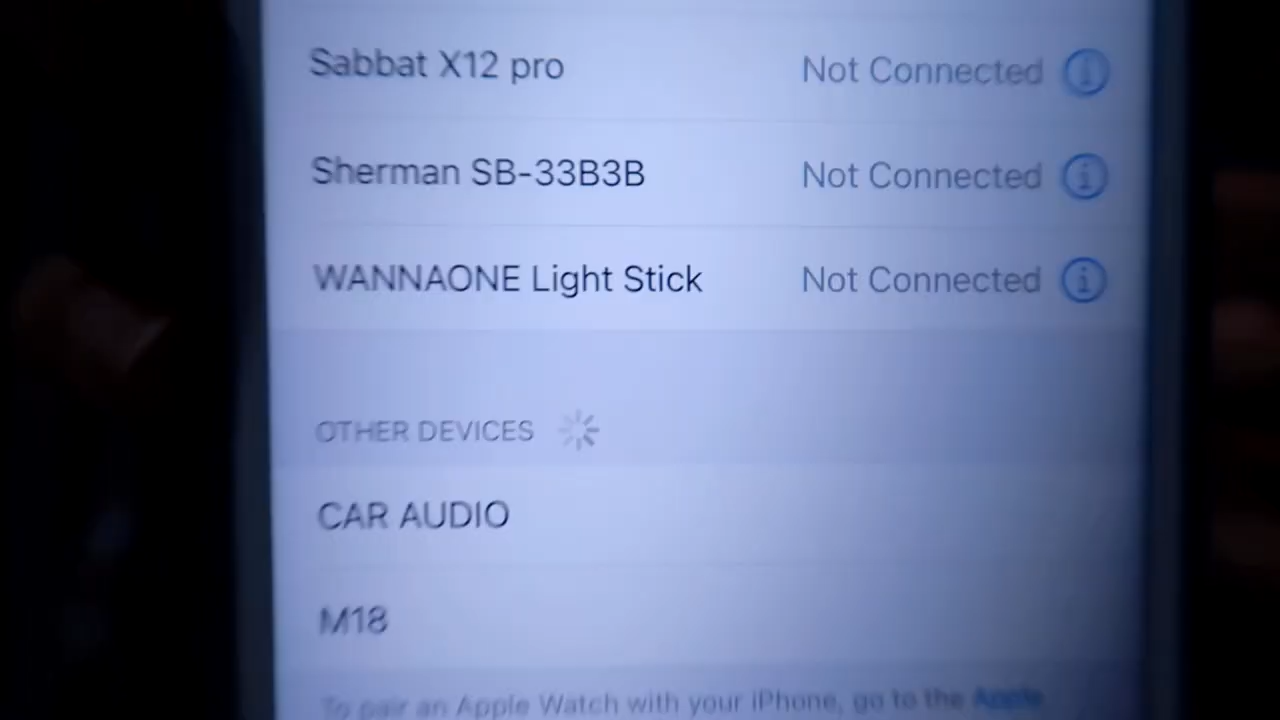 Sabbat X12 pro Not Connected
Sherman SB-33B3B Not Connected
WANNAONE Light Stick Not Connected
OTHER DEVICES
CAR AUDIO
M18
To pair an Apple Watch with your iPhone, go to the Apple